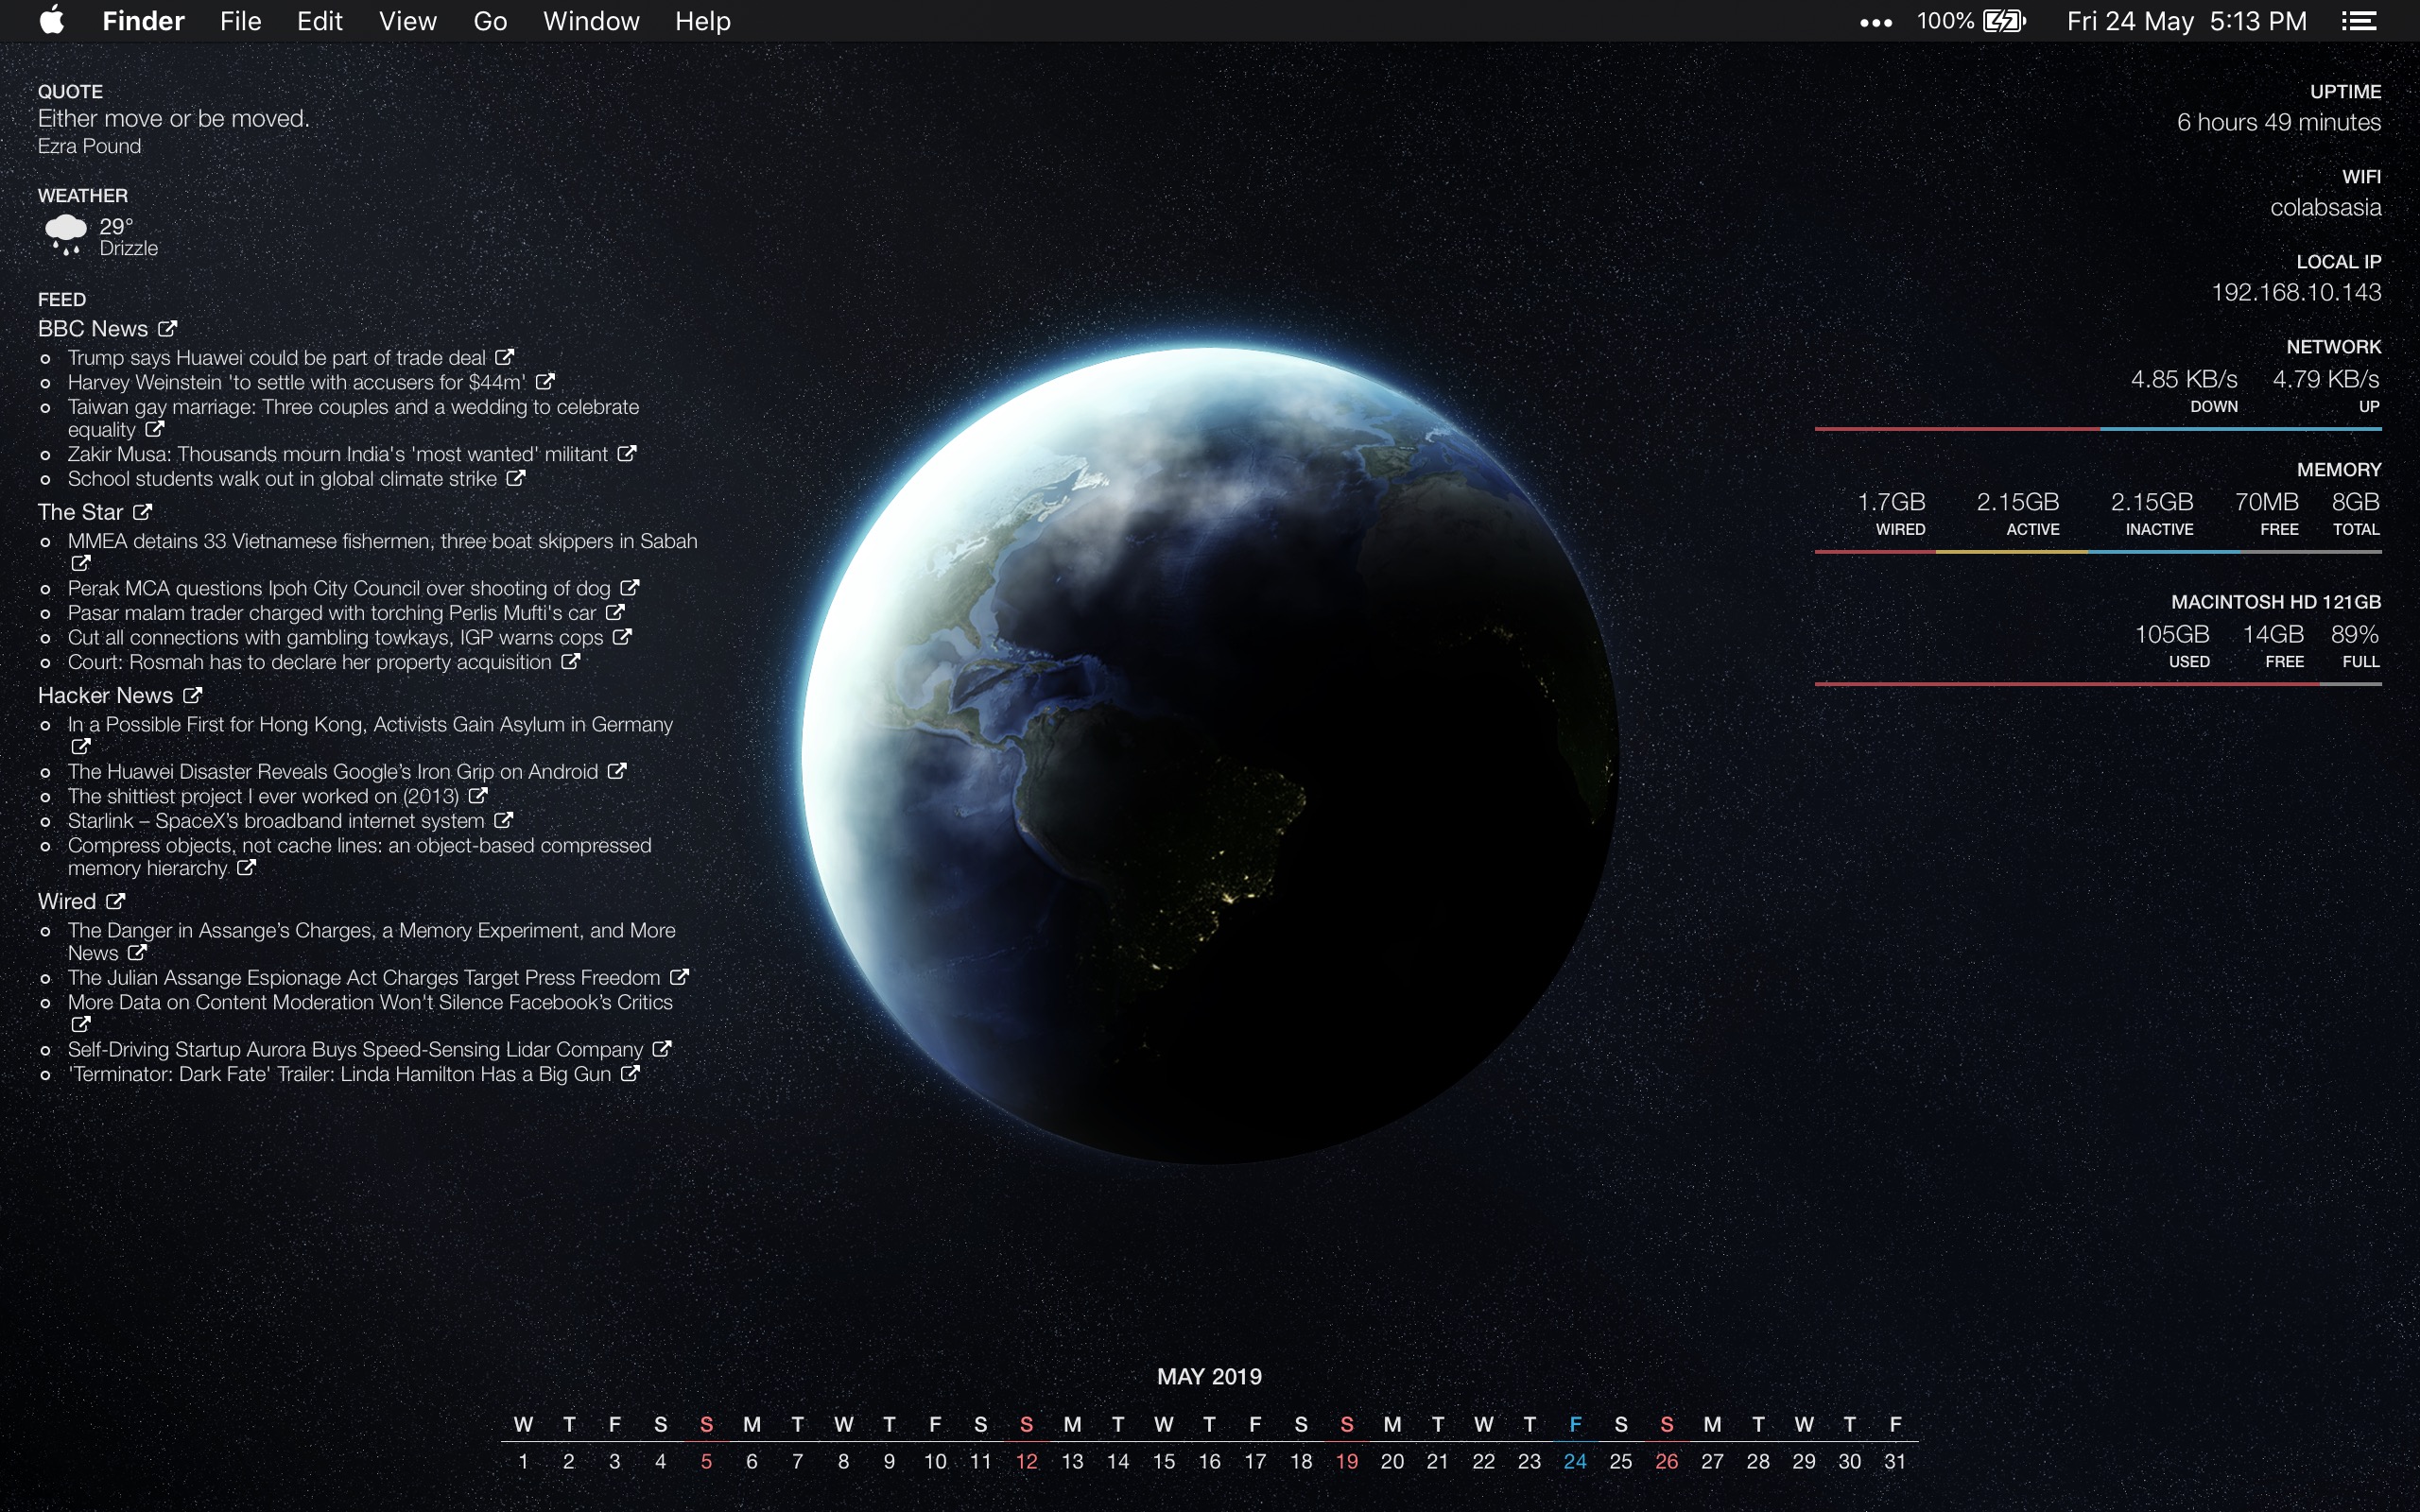 Finder File Edit View Go Window Help
100% Fri 24 May 5:13 PM
QUOTE
Either move or be moved.
Ezra Pound
WEATHER
29°
Drizzle
FEED
BBC News
Trump says Huawei could be part of trade deal
Harvey Weinstein 'to settle with accusers for $44m'
Taiwan gay marriage: Three couples and a wedding to celebrate
equality
Zakir Musa: Thousands mourn India's 'most wanted' militant
School students walk out in global climate strike
The Star
MMEA detains 33 Vietnamese fishermen, three boat skippers in Sabah
Perak MCA questions Ipoh City Council over shooting of dog
Pasar malam trader charged with torching Perlis Mufti's car
Cut all connections with gambling towkays, IGP warns cops
Court: Rosmah has to declare her property acquisition
Hacker News
In a Possible First for Hong Kong, Activists Gain Asylum in Germany
The Huawei Disaster Reveals Google’s Iron Grip on Android
The shittiest project I ever worked on (2013)
Starlink – SpaceX’s broadband internet system
Compress objects, not cache lines: an object-based compressed
memory hierarchy
Wired
The Danger in Assange’s Charges, a Memory Experiment, and More
News
The Julian Assange Espionage Act Charges Target Press Freedom
More Data on Content Moderation Won't Silence Facebook’s Critics
Self-Driving Startup Aurora Buys Speed-Sensing Lidar Company
'Terminator: Dark Fate' Trailer: Linda Hamilton Has a Big Gun
UPTIME
6 hours 49 minutes
WIFI
colabsasia
LOCAL IP
192.168.10.143
NETWORK
4.85 KB/s 4.79 KB/s
DOWN UP
MEMORY
1.7GB 2.15GB 2.15GB 70MB 8GB
WIRED ACTIVE INACTIVE FREE TOTAL
MACINTOSH HD 121GB
105GB 14GB 89%
USED FREE FULL
MAY 2019
W T F S S M T W T F S S M T W T F S S M T W T F S S M T W T F
1 2 3 4 5 6 7 8 9 10 11 12 13 14 15 16 17 18 19 20 21 22 23 24 25 26 27 28 29 30 31